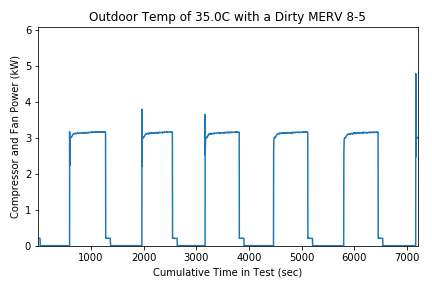 Outdoor Temp of 35.0C with a Dirty MERV 8-5
6
5
4
3
2
1
0
Compressor and Fan Power (kW)
1000 2000 3000 4000 5000 6000 7000
Cumulative Time in Test (sec)